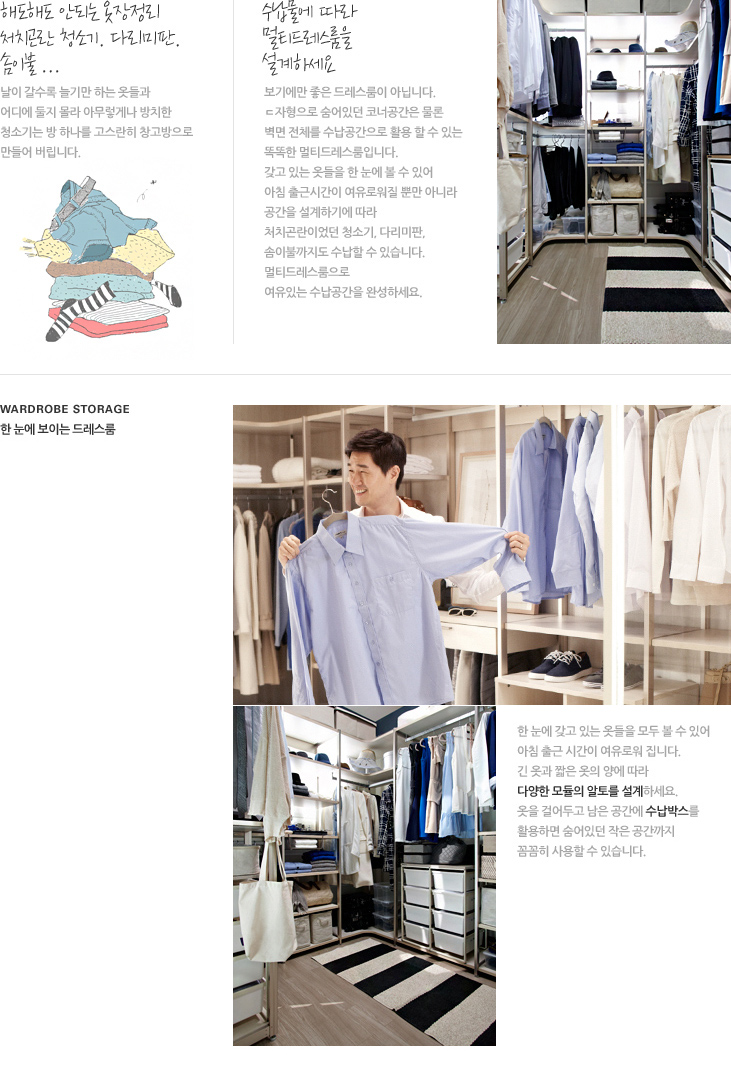 해도해도 안되는 옷장정리
처치곤란 청소기. 다리미판.
솜이불 ...
날이 갈수록 늘기만 하는 옷들과
어디에 둘지 몰라 아무렇게나 방치한
청소기는 방 하나를 고스란히 창고방으로
만들어 버립니다.
수납물에 따라
멀티드레스룸을
설계하세요
보기에만 좋은 드레스룸이 아닙니다.
ㄷ자형으로 숨어있던 코너공간은 물론
벽면 전체를 수납공간으로 활용 할 수 있는
똑똑한 멀티드레스룸입니다.
갖고 있는 옷들을 한 눈에 볼 수 있어
아침 출근시간이 여유로워질 뿐만 아니라
공간을 설계하기에 따라
처치곤란이었던 청소기, 다리미판,
솜이불까지도 수납할 수 있습니다.
멀티드레스룸으로
여유있는 수납공간을 완성하세요.
WARDROBE STORAGE
한 눈에 보이는 드레스룸
한 눈에 갖고 있는 옷들을 모두 볼 수 있어
아침 출근 시간이 여유로워 집니다.
긴 옷과 짧은 옷의 양에 따라
다양한 모듈의 알토를 설계하세요.
옷을 걸어두고 남은 공간에 수납박스를
활용하면 숨어있던 작은 공간까지
꼼꼼히 사용할 수 있습니다.